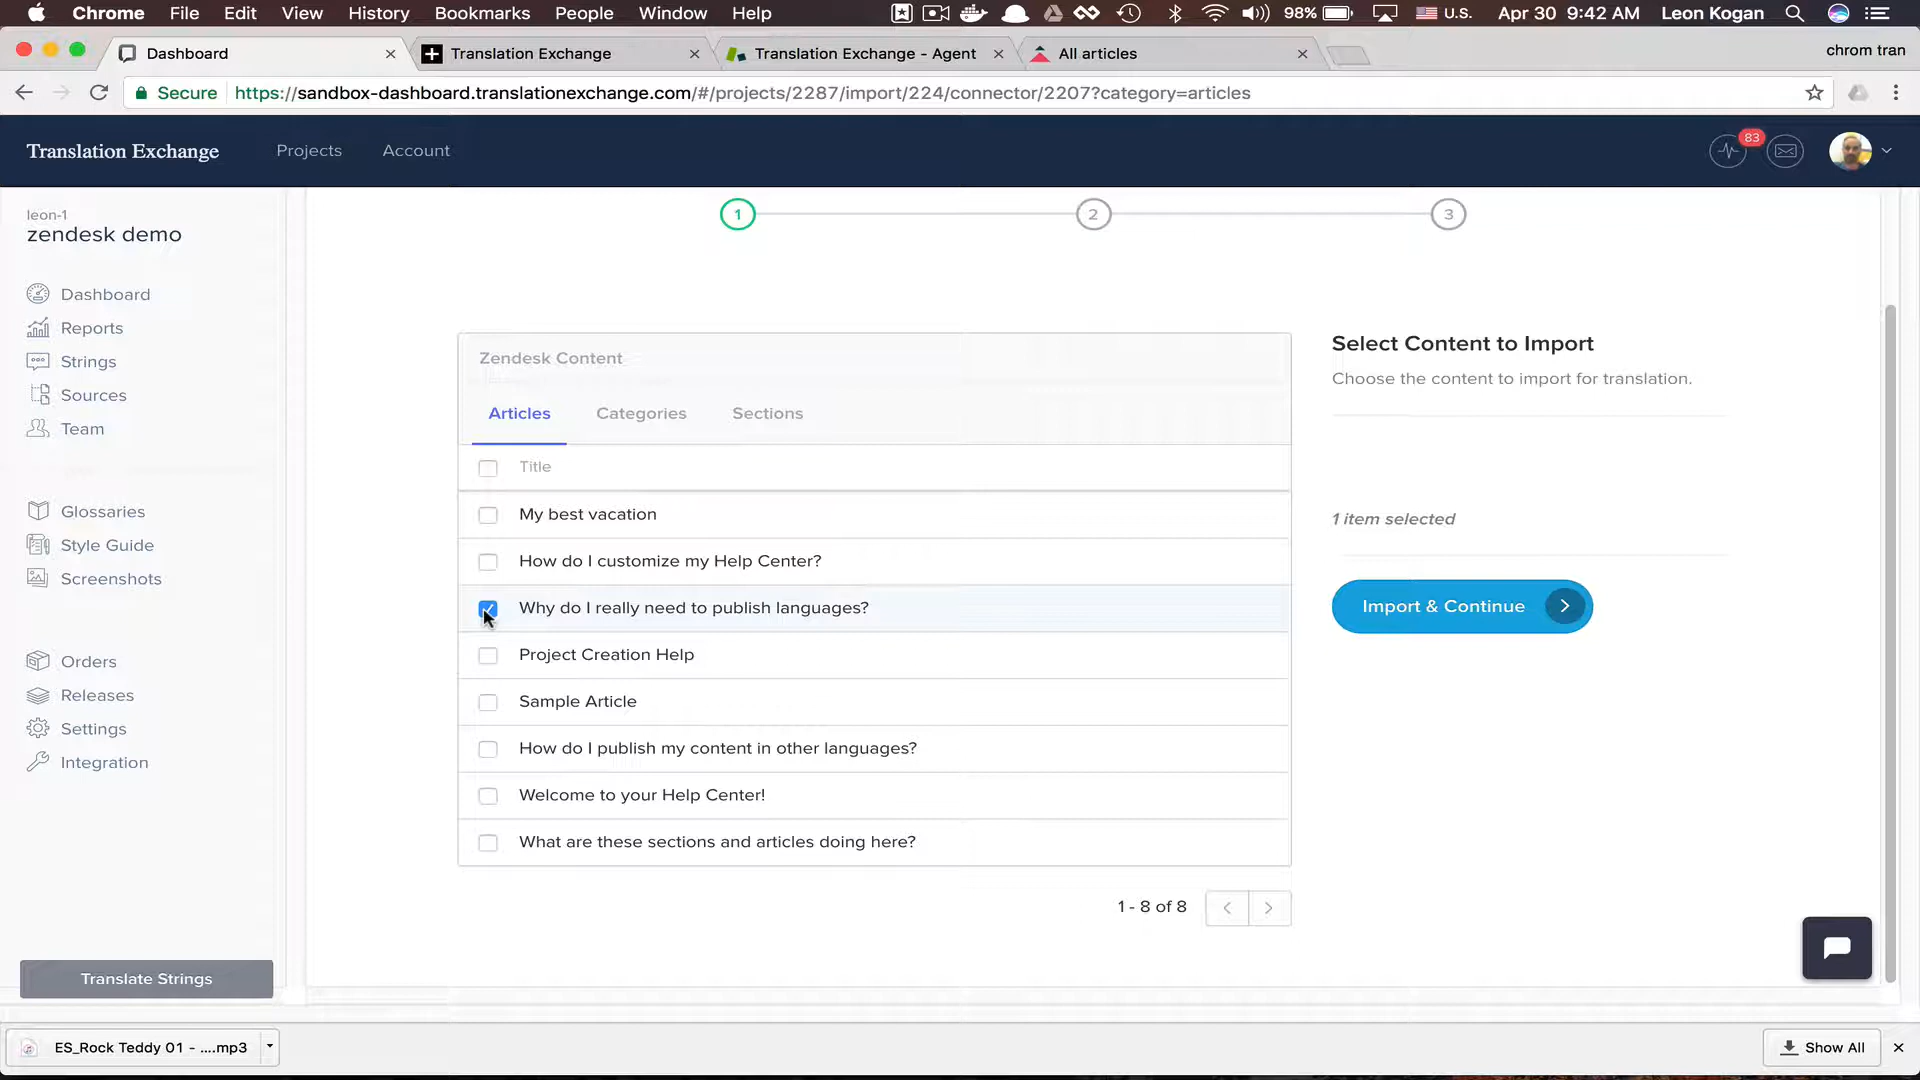 Chrome File Edit View History Bookmarks People Window Help 98% U.S. Apr 30 9:42 AM Leon Kogan
Dashboard Translation Exchange Translation Exchange - Agent All articles chrom tran
Secure https://sandbox-dashboard.translationexchange.com/#/projects/2287/import/224/connector/2207?category=articles
Translation Exchange Projects Account 83
leon-1
zendesk demo
Dashboard
Reports
Strings
Sources
Team
Glossaries
Style Guide
Screenshots
Orders
Releases
Settings
Integration
Translate Strings
1 2 3
Zendesk Content
Articles Categories Sections
Title
My best vacation
How do I customize my Help Center?
Why do I really need to publish languages?
Project Creation Help
Sample Article
How do I publish my content in other languages?
Welcome to your Help Center!
What are these sections and articles doing here?
1 - 8 of 8
Select Content to Import
Choose the content to import for translation.
1 item selected
Import & Continue
ES_Rock Teddy 01 - ....mp3 Show All